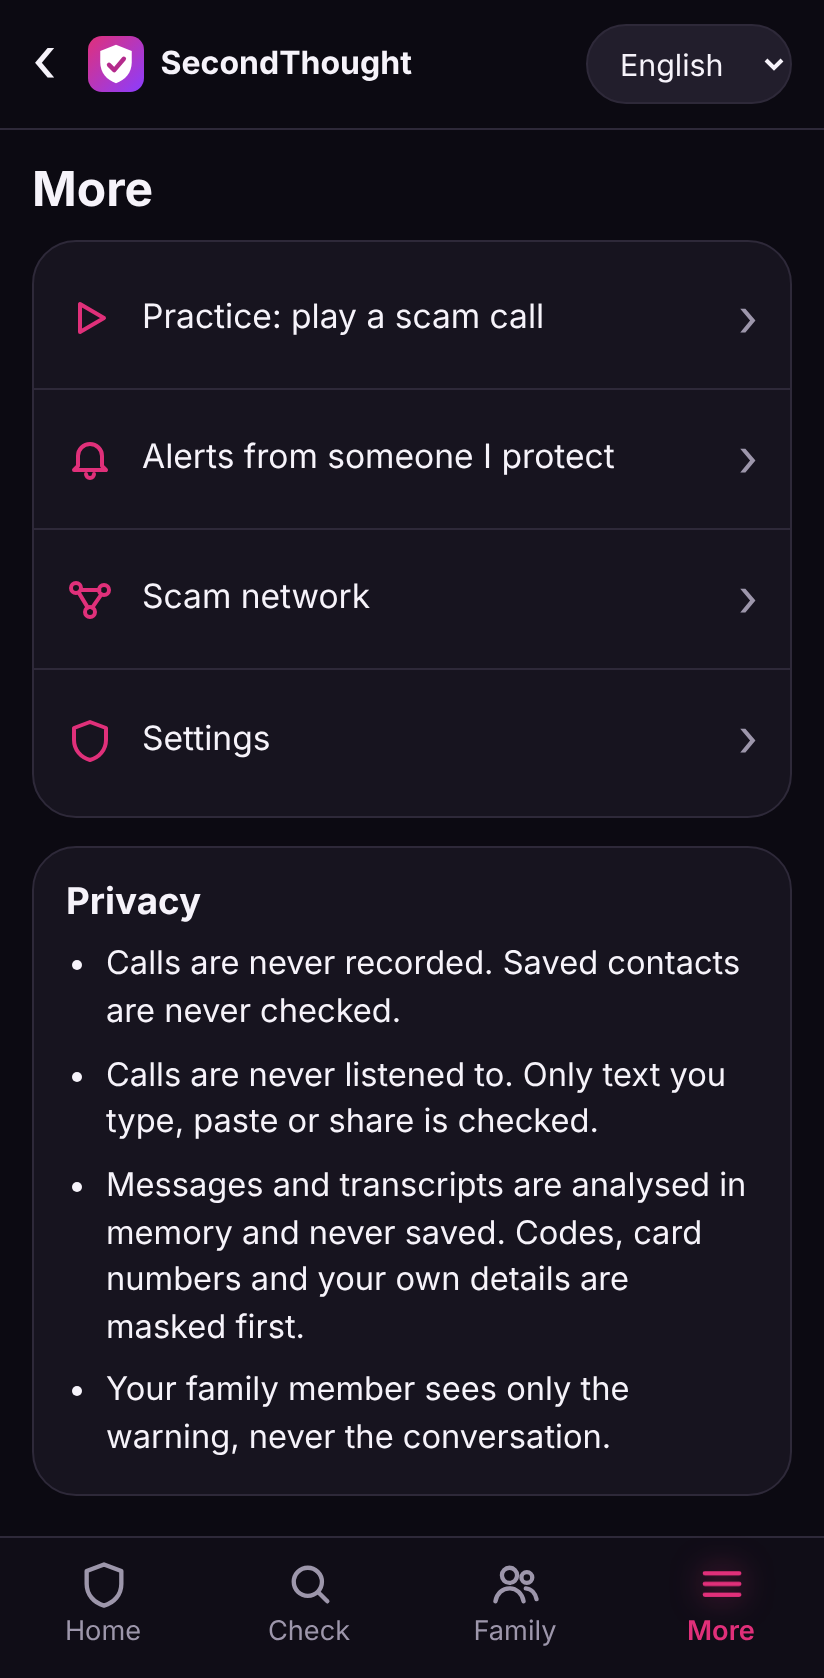 SecondThought
English
More
Practice: play a scam call
Alerts from someone I protect
Scam network
Settings
Privacy
• Calls are never recorded. Saved contacts
are never checked.
• Calls are never listened to. Only text you
type, paste or share is checked.
• Messages and transcripts are analysed in
memory and never saved. Codes, card
numbers and your own details are
masked first.
• Your family member sees only the
warning, never the conversation.
Home
Check
Family
More